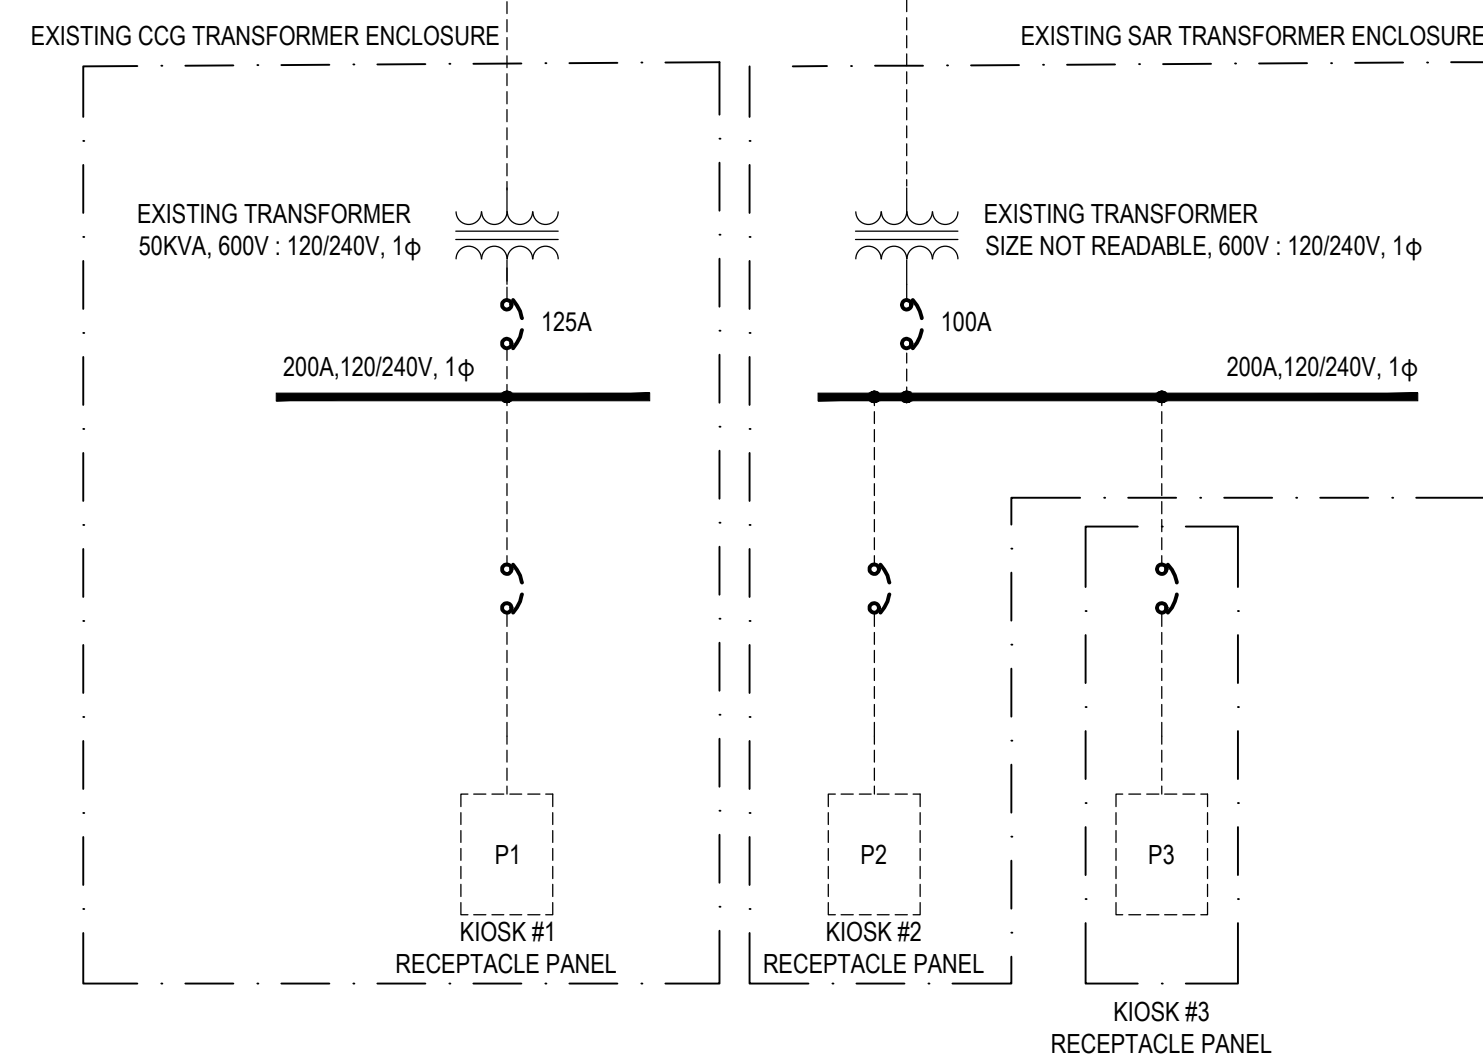 EXISTING CCG TRANSFORMER ENCLOSURE
EXISTING SAR TRANSFORMER ENCLOSURE
EXISTING TRANSFORMER
50KVA, 600V : 120/240V, 1ϕ
EXISTING TRANSFORMER
SIZE NOT READABLE, 600V : 120/240V, 1ϕ
125A
100A
200A,120/240V, 1ϕ
200A,120/240V, 1ϕ
P1
P2
P3
KIOSK #1
RECEPTACLE PANEL
KIOSK #2
RECEPTACLE PANEL
KIOSK #3
RECEPTACLE PANEL